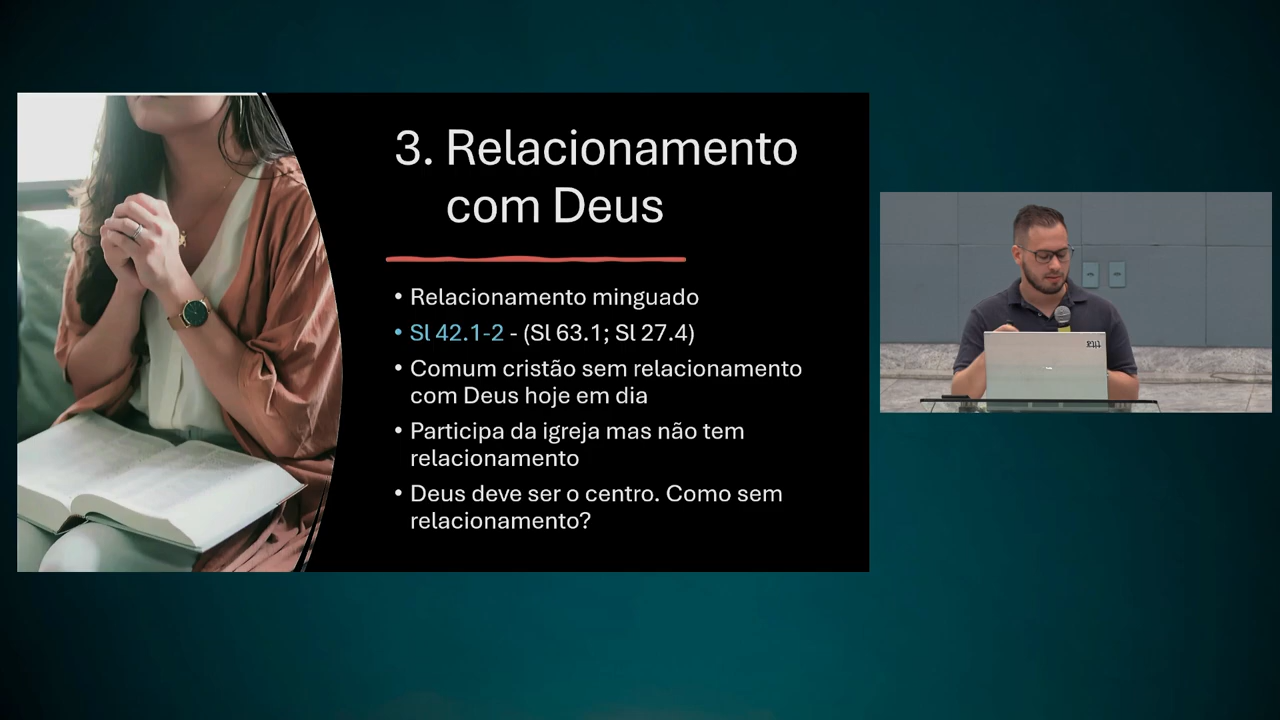 3. Relacionamento
com Deus
• Relacionamento minguado
• Sl 42.1-2 - (Sl 63.1; Sl 27.4)
• Comum cristão sem relacionamento
com Deus hoje em dia
• Participa da igreja mas não tem
relacionamento
• Deus deve ser o centro. Como sem
relacionamento?